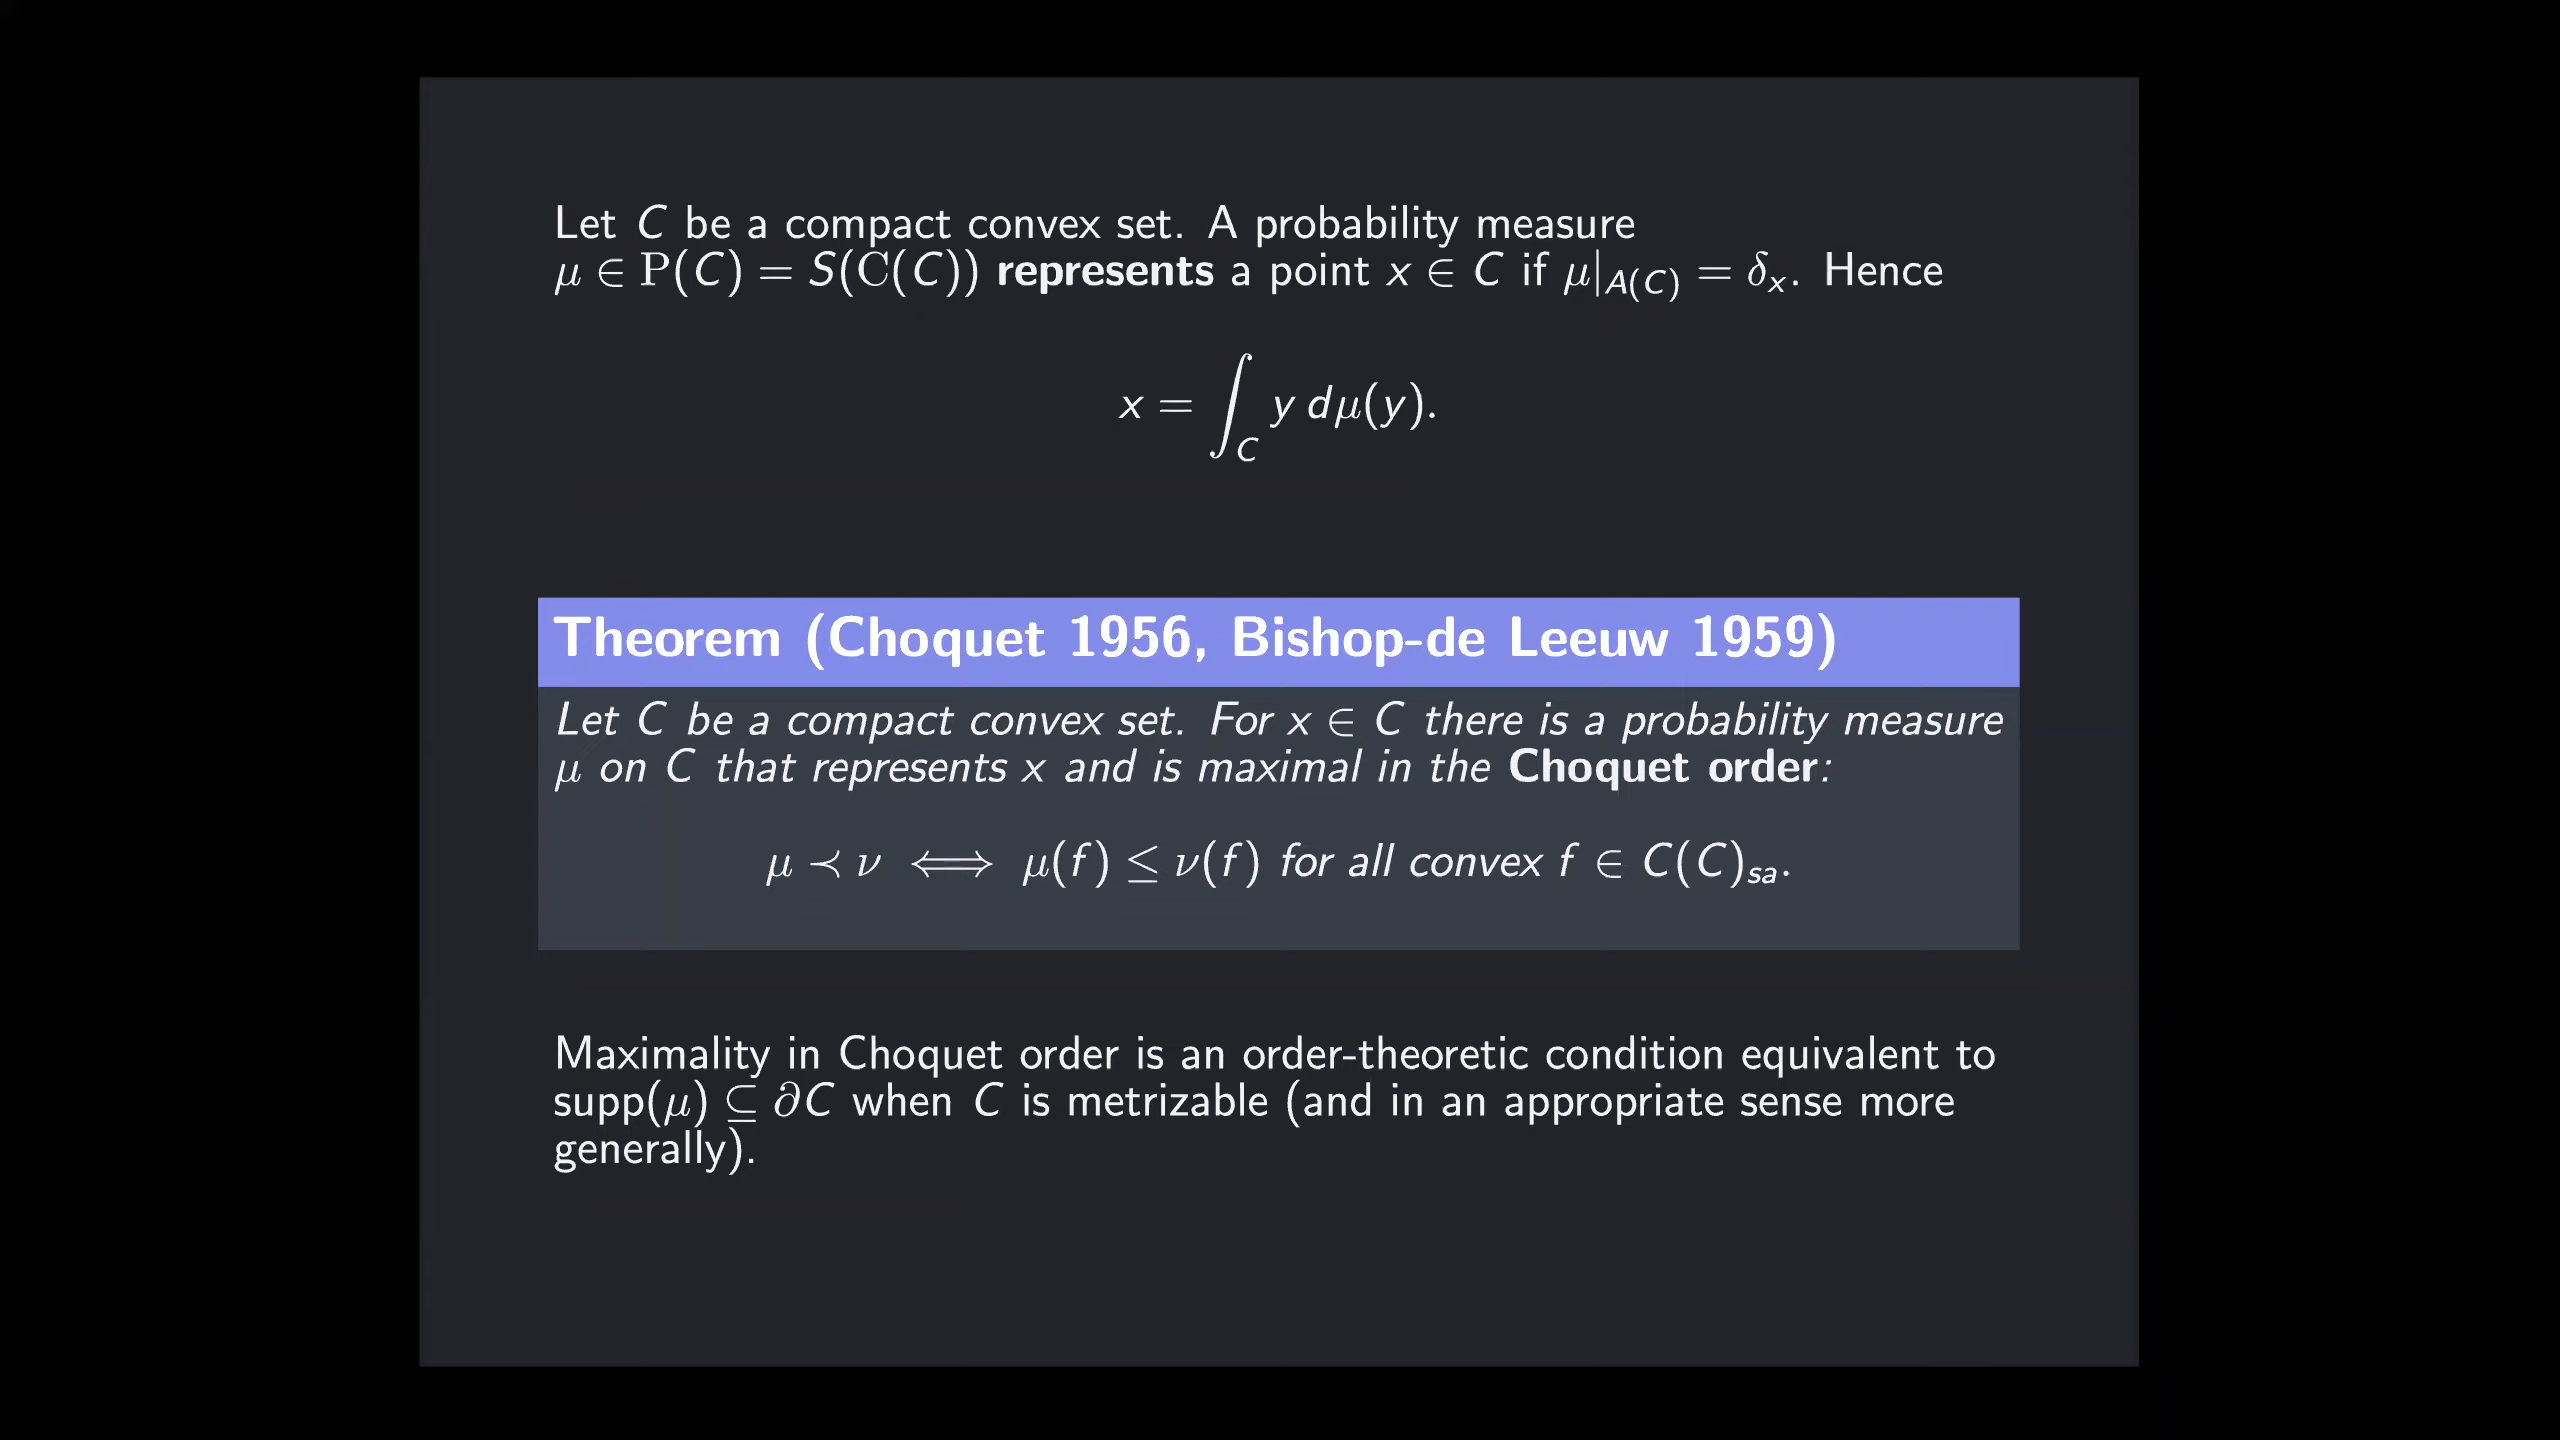 Let C be a compact convex set. A probability measure
μ ∈ P(C) = S(C(C)) represents a point x ∈ C if μ|_{A(C)} = δ_x. Hence
x = ∫_C y dμ(y).
Theorem (Choquet 1956, Bishop-de Leeuw 1959)
Let C be a compact convex set. For x ∈ C there is a probability measure
μ on C that represents x and is maximal in the Choquet order:
μ ≺ ν ⟺ μ(f) ≤ ν(f) for all convex f ∈ C(C)_{sa}.
Maximality in Choquet order is an order-theoretic condition equivalent to
supp(μ) ⊆ ∂C when C is metrizable (and in an appropriate sense more
generally).